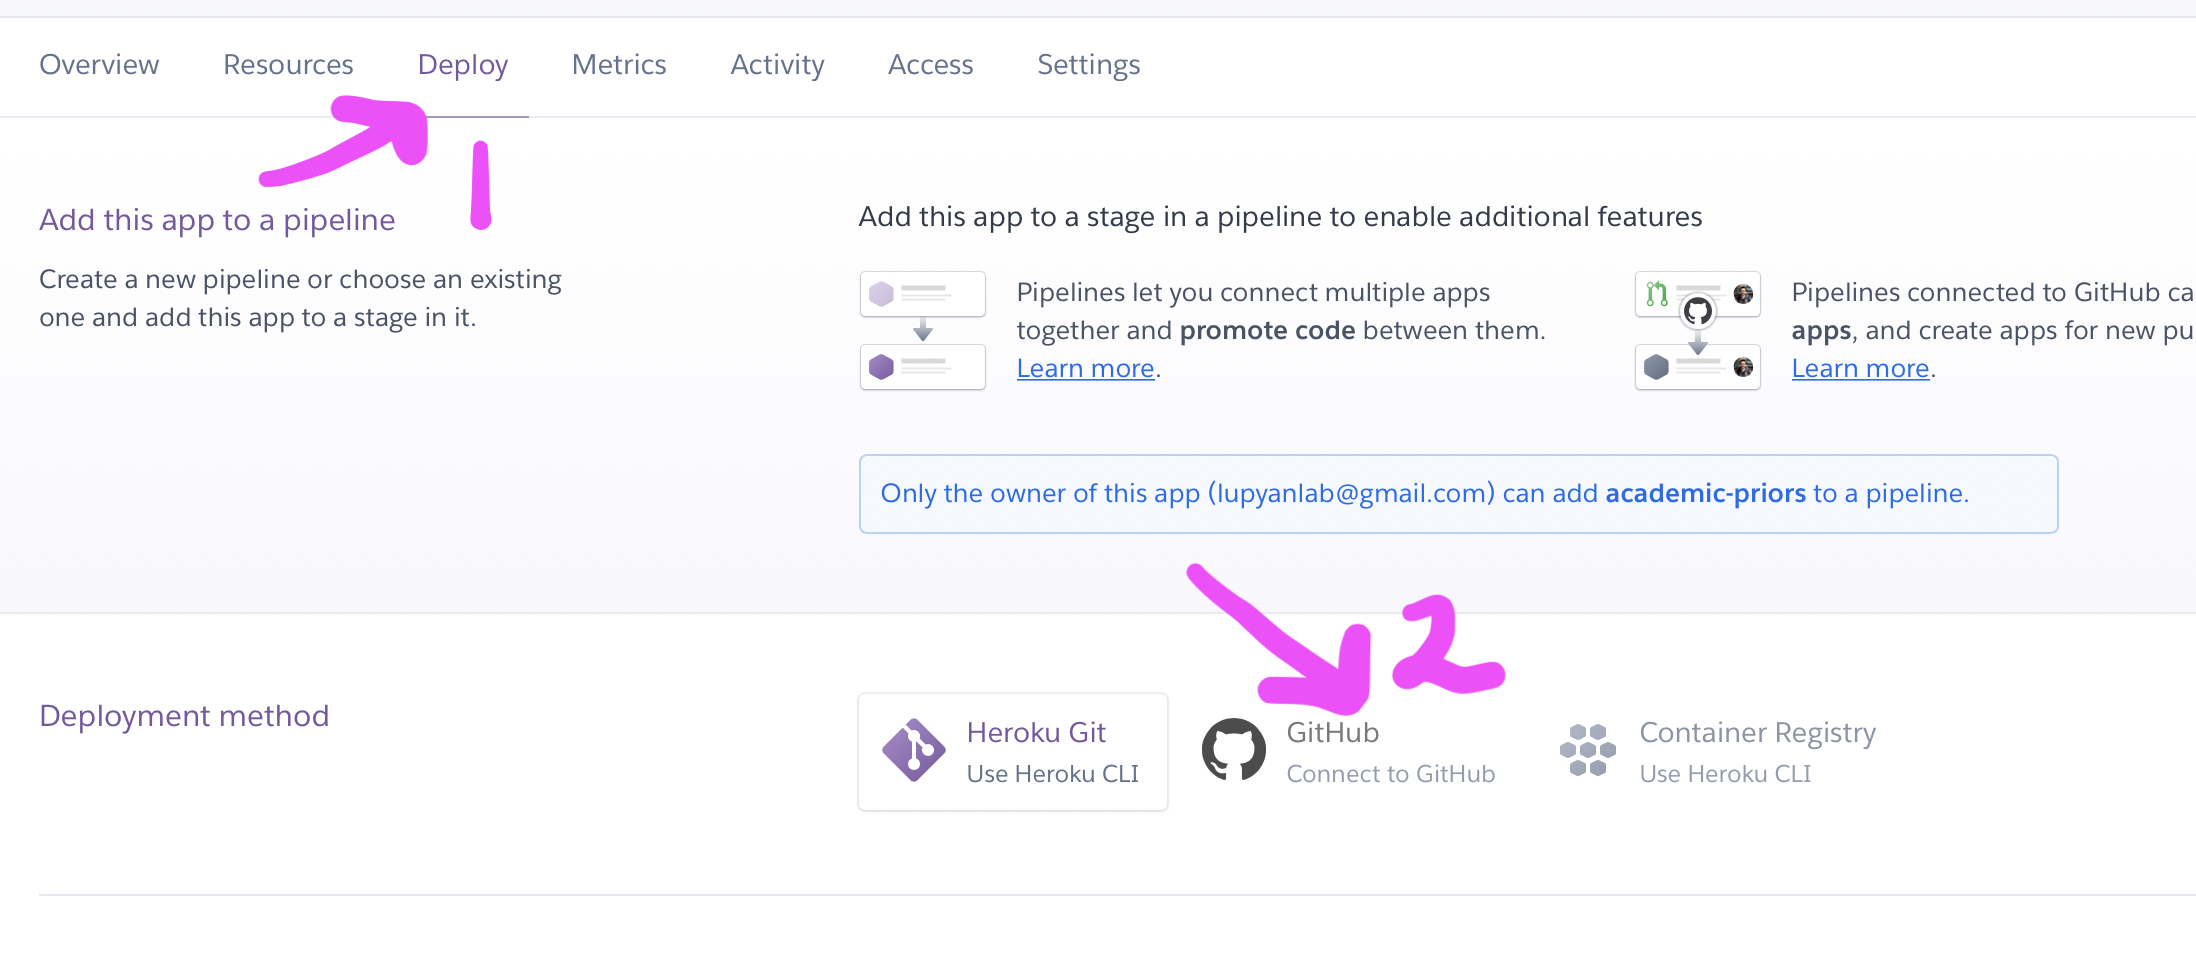 Overview Resources Deploy Metrics Activity Access Settings
1
Add this app to a pipeline
Create a new pipeline or choose an existing
one and add this app to a stage in it.
Add this app to a stage in a pipeline to enable additional features
Pipelines let you connect multiple apps
together and promote code between them.
Learn more.
Pipelines connected to GitHub ca
apps, and create apps for new pu
Learn more.
Only the owner of this app (lupyanlab@gmail.com) can add academic-priors to a pipeline.
2
Deployment method
Heroku Git
Use Heroku CLI
GitHub
Connect to GitHub
Container Registry
Use Heroku CLI